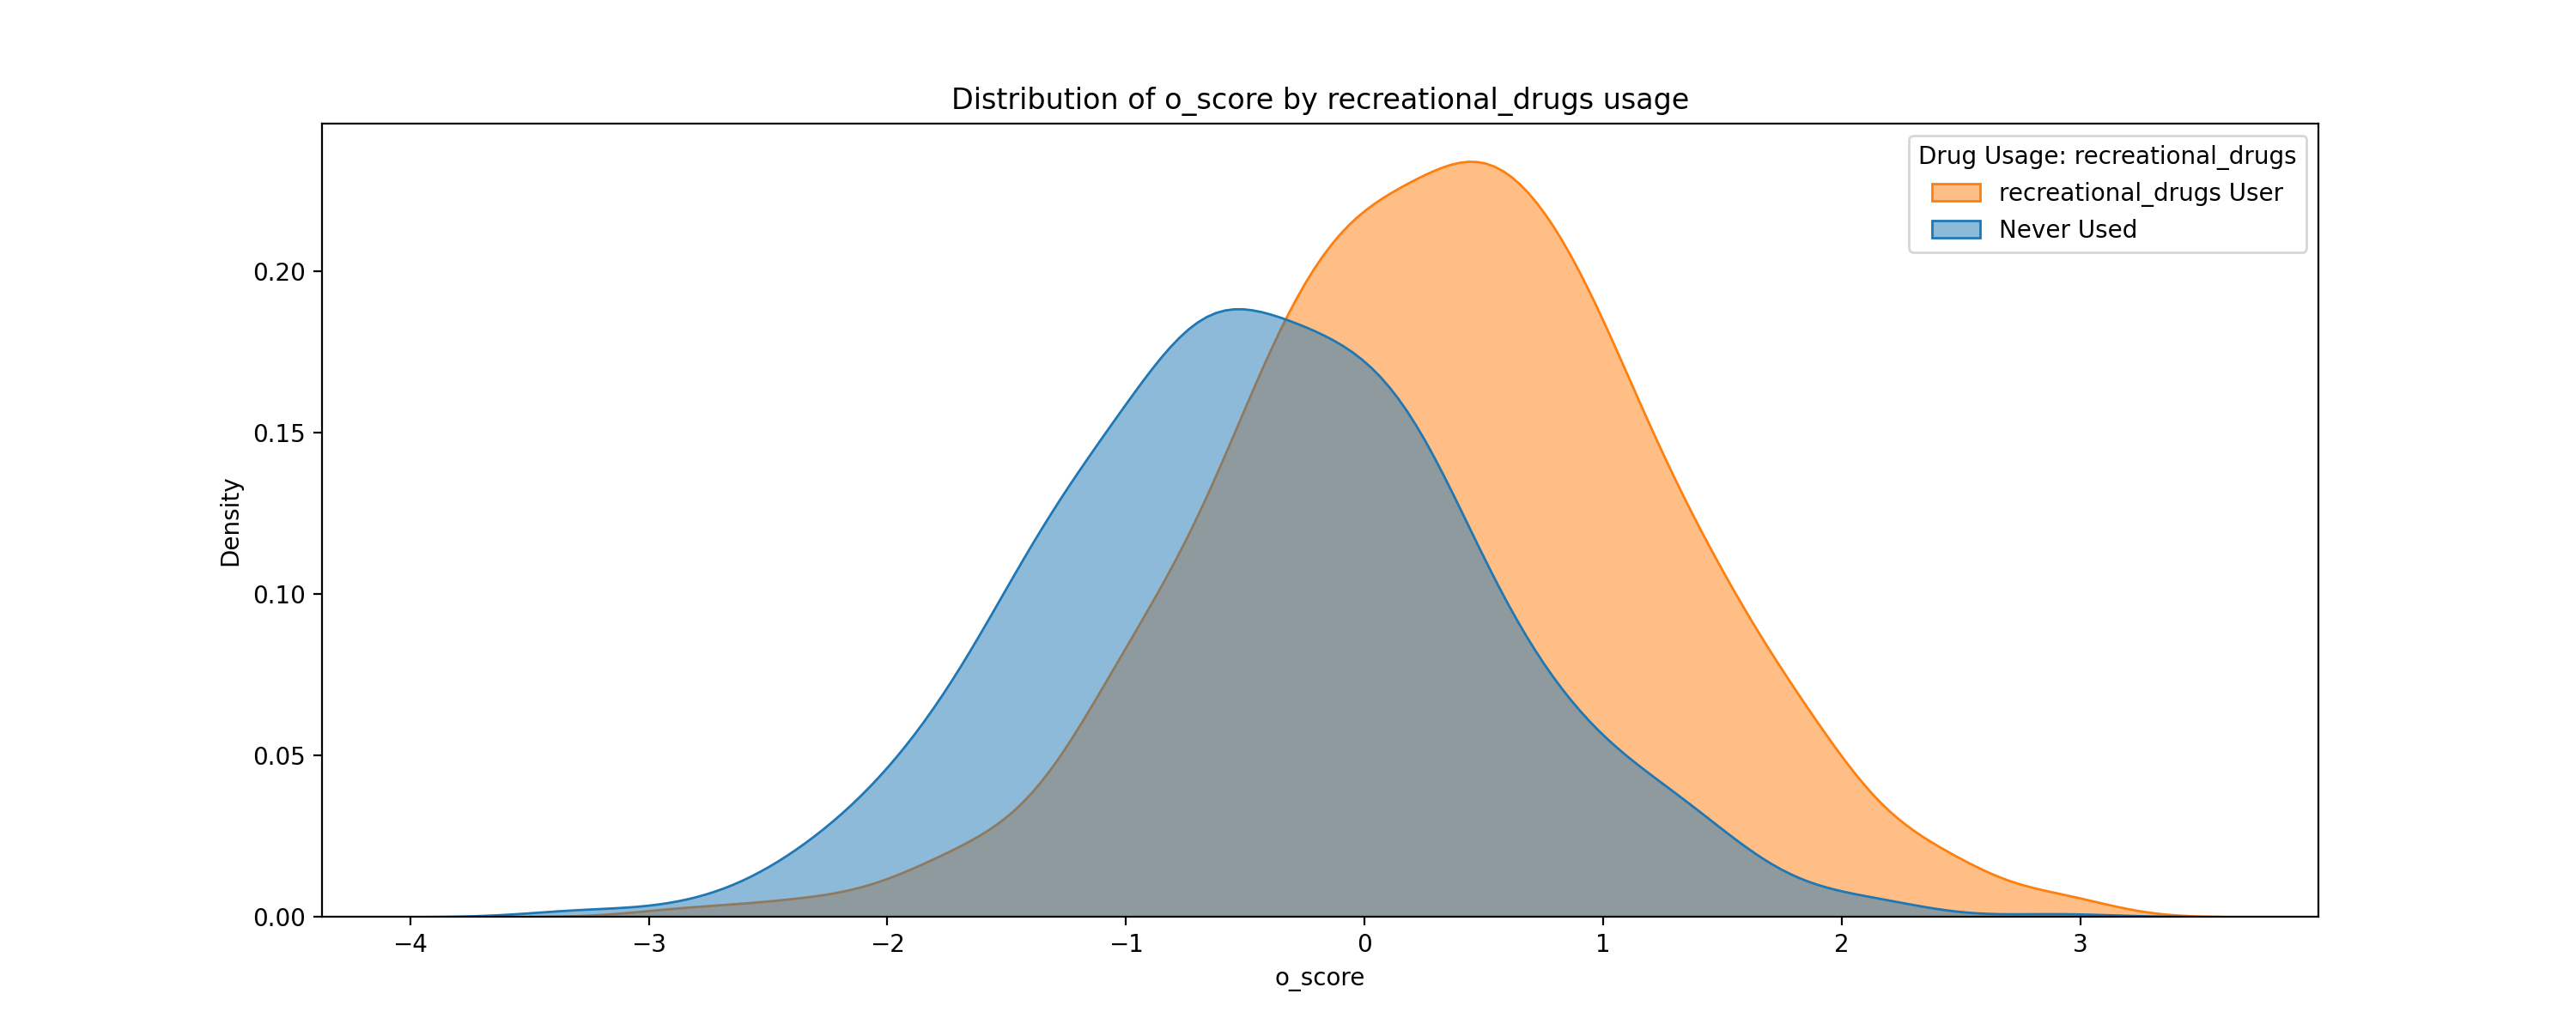 Distribution of o_score by recreational_drugs usage
Drug Usage: recreational_drugs
recreational_drugs User
Never Used
Density
0.20
0.15
0.10
0.05
0.00
−4
−3
−2
−1
0
1
2
3
o_score